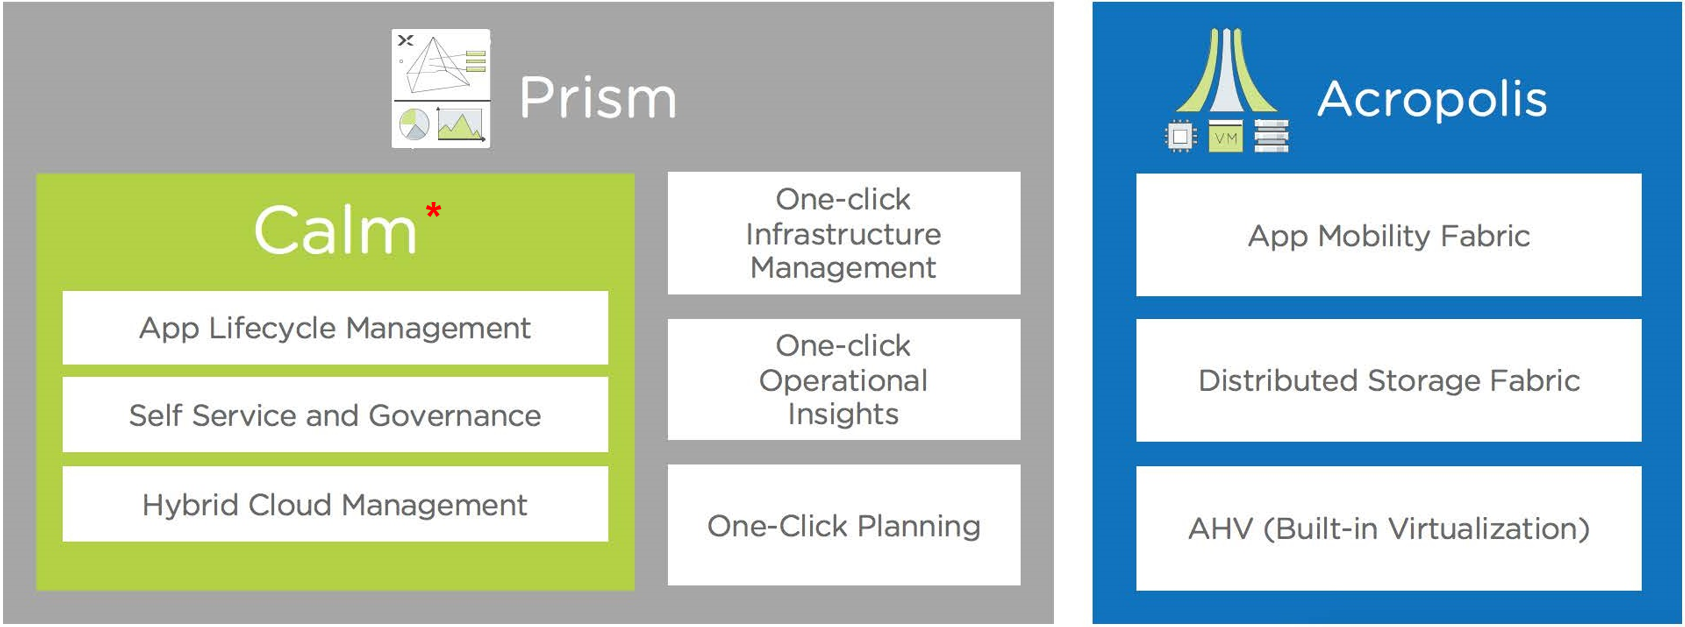 Prism
Calm*
App Lifecycle Management
Self Service and Governance
Hybrid Cloud Management
One-click
Infrastructure
Management
One-click
Operational
Insights
One-Click Planning
Acropolis
VM
App Mobility Fabric
Distributed Storage Fabric
AHV (Built-in Virtualization)